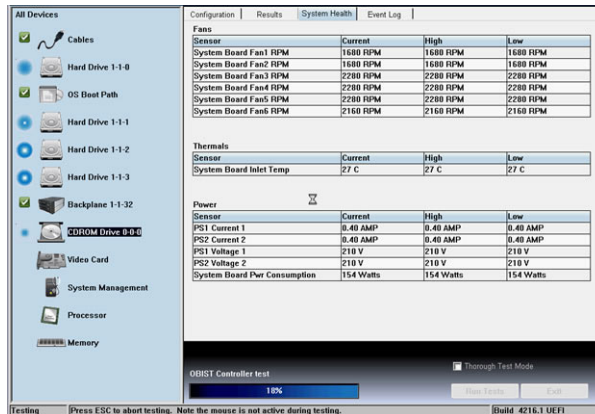 All Devices
Cables
Hard Drive 1-1-0
OS Boot Path
Hard Drive 1-1-1
Hard Drive 1-1-2
Hard Drive 1-1-3
Backplane 1-1-32
CDROM Drive 0-0-0
Video Card
System Management
Processor
Memory
Configuration Results System Health Event Log
Fans
Sensor Current High Low
System Board Fan1 RPM 1680 RPM 1680 RPM 1680 RPM
System Board Fan2 RPM 1680 RPM 1680 RPM 1680 RPM
System Board Fan3 RPM 2280 RPM 2280 RPM 2280 RPM
System Board Fan4 RPM 2280 RPM 2280 RPM 2280 RPM
System Board Fan5 RPM 2280 RPM 2280 RPM 2280 RPM
System Board Fan6 RPM 2160 RPM 2160 RPM 2160 RPM
Thermals
Sensor Current High Low
System Board Inlet Temp 27 C 27 C 27 C
Power
Sensor Current High Low
PS1 Current 1 0.40 AMP 0.40 AMP 0.40 AMP
PS2 Current 2 0.40 AMP 0.40 AMP 0.40 AMP
PS1 Voltage 1 210 V 210 V 210 V
PS2 Voltage 2 210 V 210 V 210 V
System Board Pwr Consumption 154 Watts 154 Watts 154 Watts
Thorough Test Mode
OBIST Controller test
18% Run Tests Exit
Testing Press ESC to abort testing. Note the mouse is not active during testing. Build 4216.1 UEFI